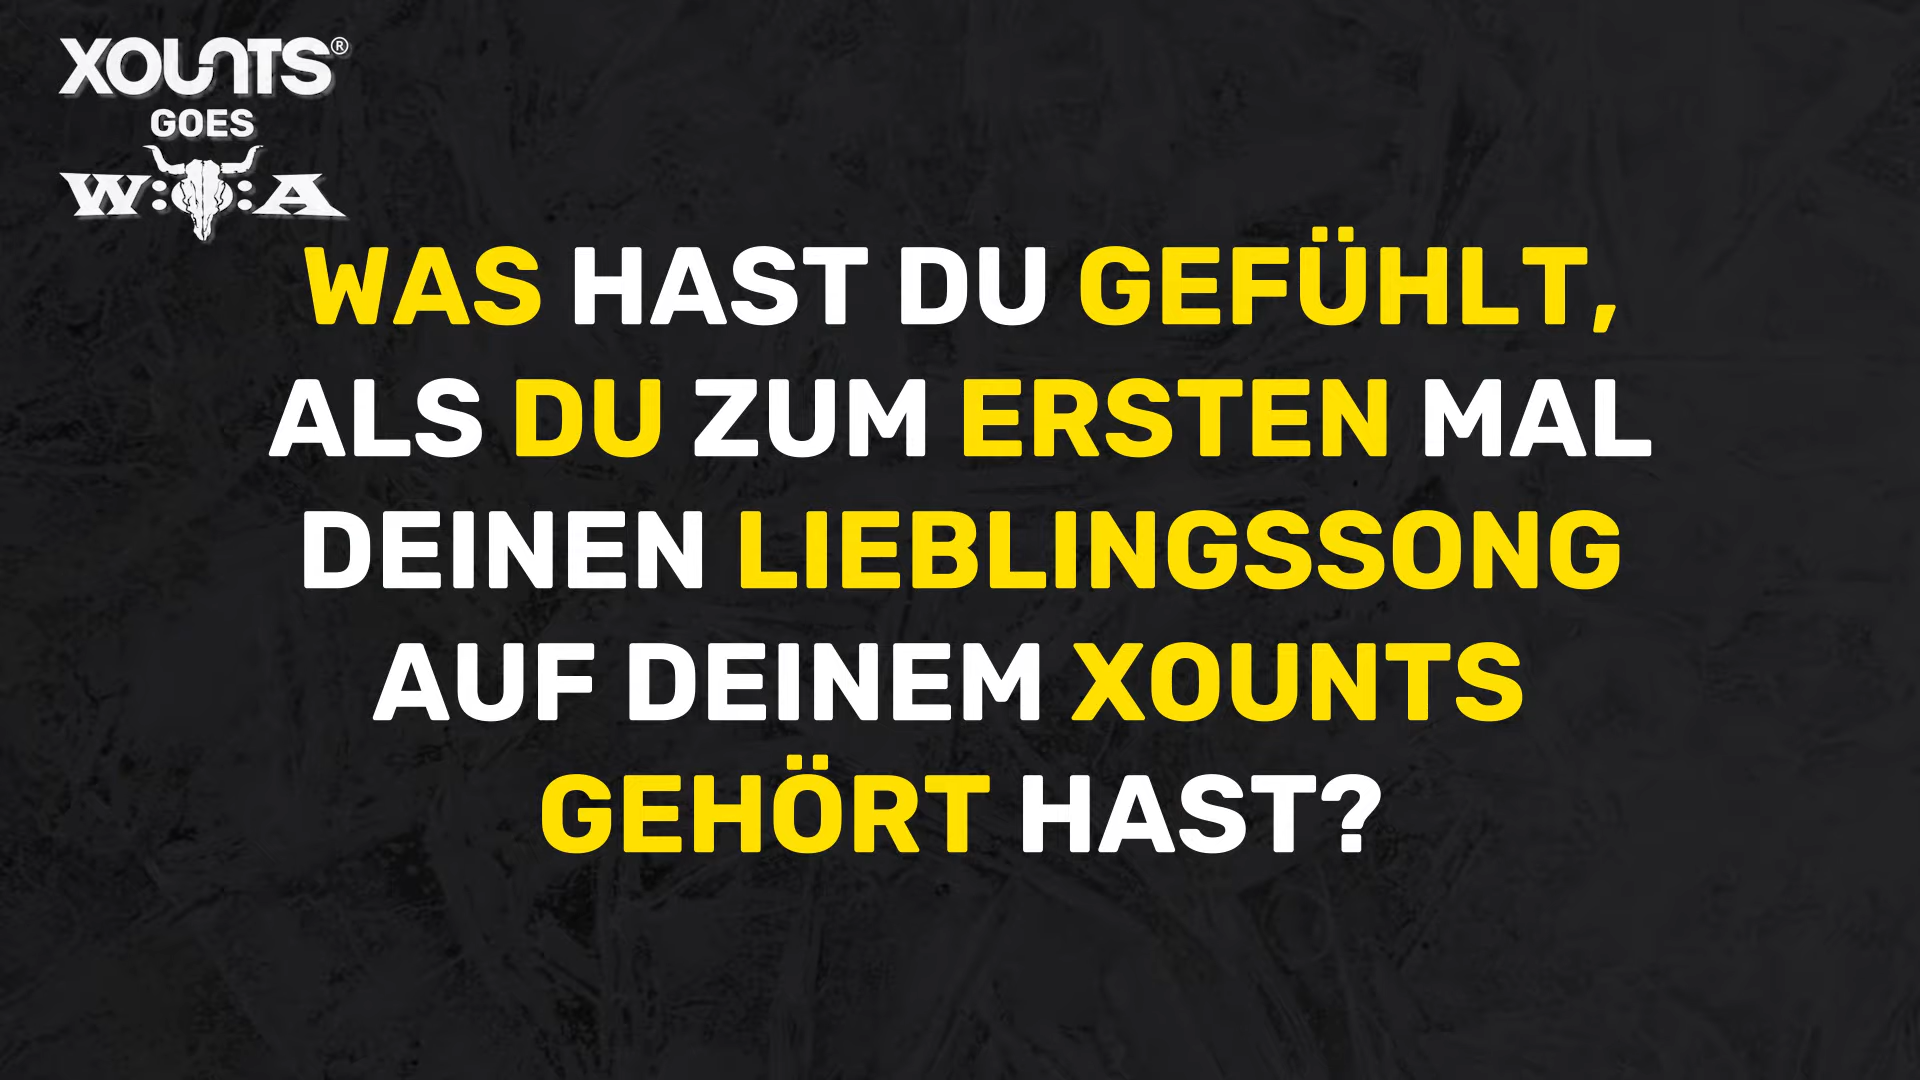 XOUNTS®
GOES
W:O:A
WAS HAST DU GEFÜHLT,
ALS DU ZUM ERSTEN MAL
DEINEN LIEBLINGSSONG
AUF DEINEM XOUNTS
GEHÖRT HAST?